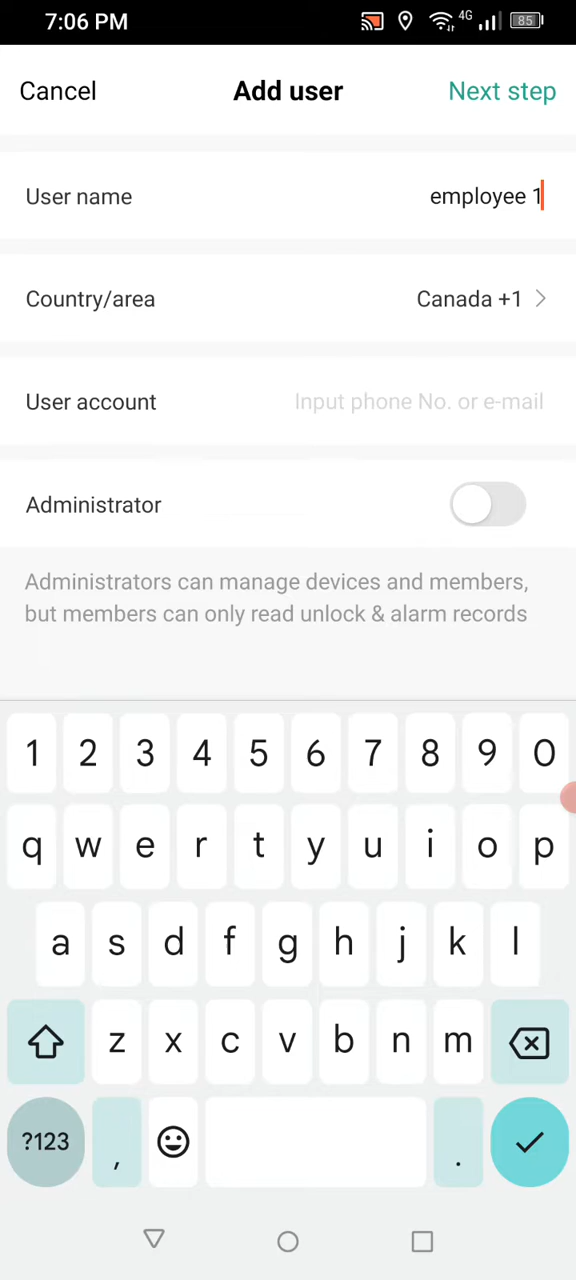 7:06 PM 4G 85
Cancel Add user Next step
User name employee 1
Country/area Canada +1
User account Input phone No. or e-mail
Administrator
Administrators can manage devices and members,
but members can only read unlock & alarm records
1 2 3 4 5 6 7 8 9 0
q w e r t y u i o p
a s d f g h j k l
z x c v b n m
?123 , .